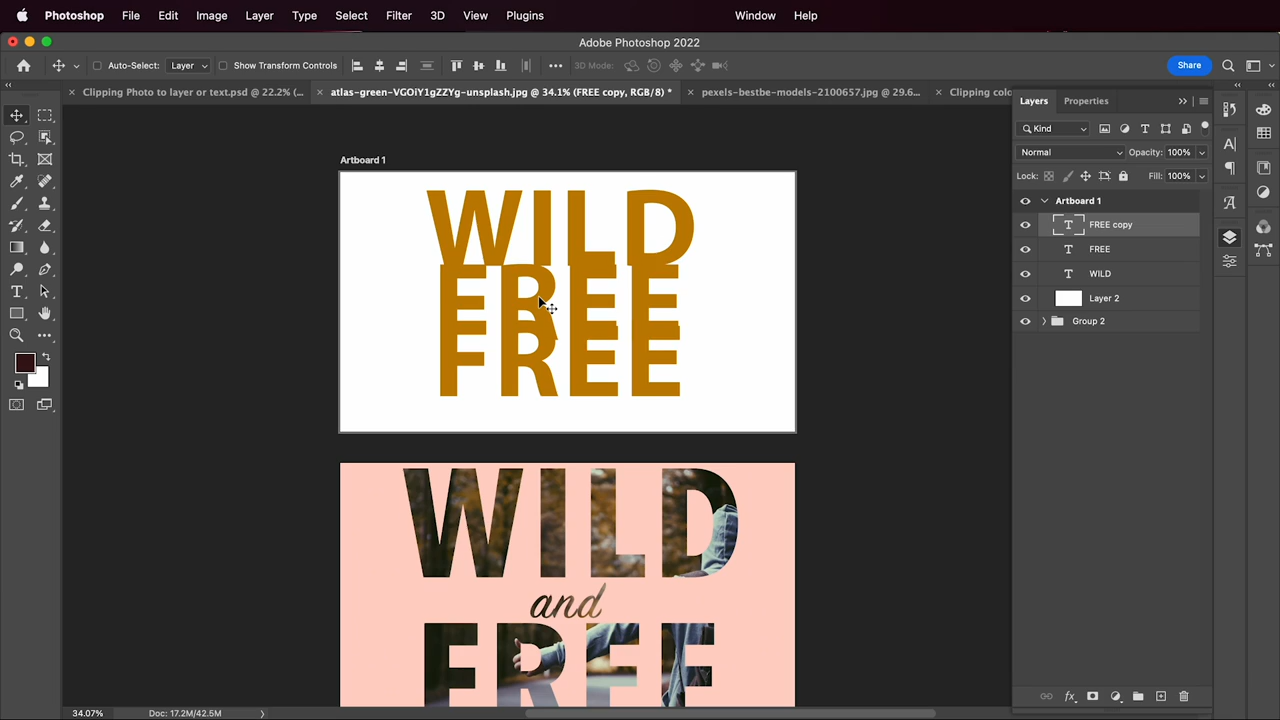 Photoshop File Edit Image Layer Type Select Filter 3D View Plugins Window Help
Adobe Photoshop 2022
Auto-Select: Layer Show Transform Controls 3D Mode: Share
Clipping Photo to layer or text.psd @ 22.2% (... atlas-green-VGOiY1gZZYg-unsplash.jpg @ 34.1% (FREE copy, RGB/8) * pexels-bestbe-models-2100657.jpg @ 29.6... Clipping colo
Layers Properties
Kind
Normal Opacity: 100%
Lock: Fill: 100%
Artboard 1
FREE copy
FREE
WILD
Layer 2
Group 2
Artboard 1
WILD
FREE
FREE
WILD
and
FREE
34.07% Doc: 17.2M/42.5M